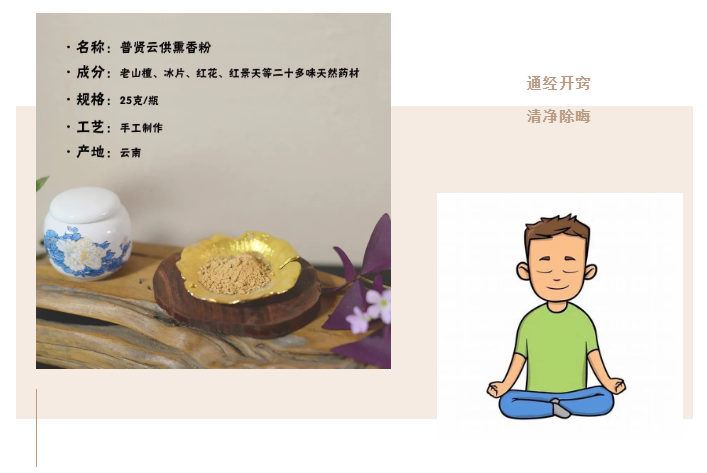 · 名称：普贤云供熏香粉
· 成分：老山檀、冰片、红花、红景天等二十多味天然药材
· 规格：25克/瓶
· 工艺：手工制作
· 产地：云南
通经开窍
清净除晦